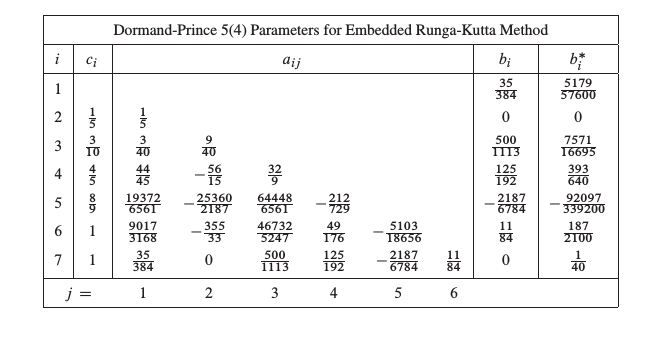 Dormand-Prince 5(4) Parameters for Embedded Runga-Kutta Method
i c_i a_ij b_i b*_i
1 35/384 5179/57600
2 1/5 1/5 0 0
3 3/10 3/40 9/40 500/1113 7571/16695
4 4/5 44/45 −56/15 32/9 125/192 393/640
5 8/9 19372/6561 −25360/2187 64448/6561 −212/729 −2187/6784 −92097/339200
6 1 9017/3168 −355/33 46732/5247 49/176 −5103/18656 11/84 187/2100
7 1 35/384 0 500/1113 125/192 −2187/6784 11/84 0 1/40
j = 1 2 3 4 5 6